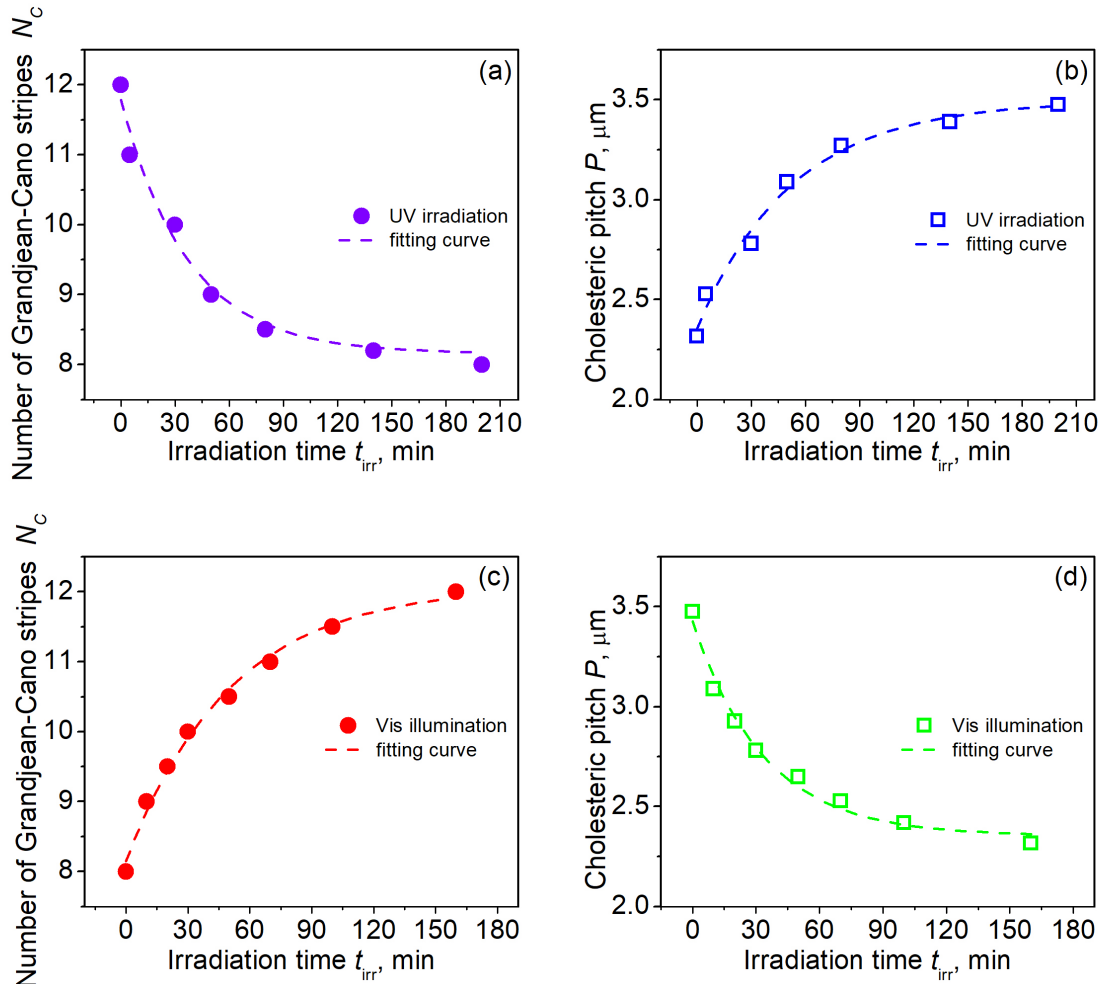 (a)
Number of Grandjean-Cano stripes N_C
12
11
10
9
8
UV irradiation
fitting curve
0 30 60 90 120 150 180 210
Irradiation time t_irr, min
(b)
Cholesteric pitch P, μm
3.5
3.0
2.5
2.0
UV irradiation
fitting curve
0 30 60 90 120 150 180 210
Irradiation time t_irr, min
(c)
Number of Grandjean-Cano stripes N_C
12
11
10
9
8
Vis illumination
fitting curve
0 30 60 90 120 150 180
Irradiation time t_irr, min
(d)
Cholesteric pitch P, μm
3.5
3.0
2.5
2.0
Vis illumination
fitting curve
0 30 60 90 120 150 180
Irradiation time t_irr, min